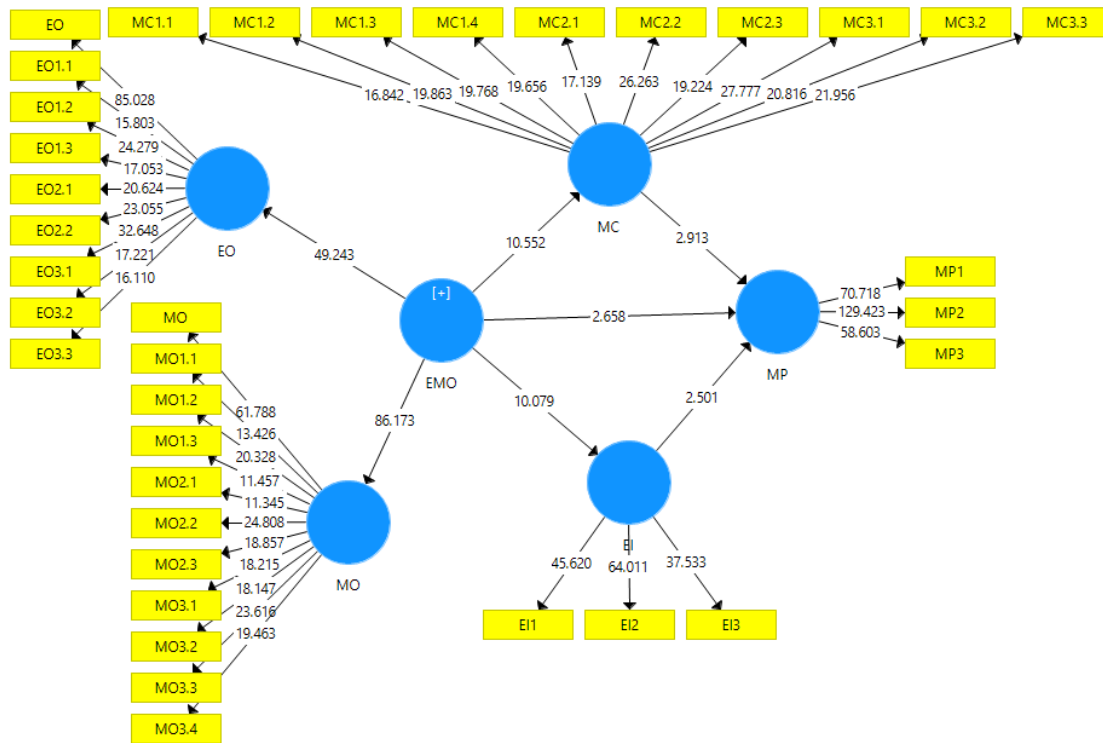 EO
MC1.1
MC1.2
MC1.3
MC1.4
MC2.1
MC2.2
MC2.3
MC3.1
MC3.2
MC3.3
EO1.1
EO1.2
EO1.3
EO2.1
EO2.2
EO3.1
EO3.2
EO3.3
85.028
15.803
24.279
17.053
20.624
23.055
32.648
17.221
16.110
EO
16.842
19.863
19.768
19.656
17.139
26.263
19.224
27.777
20.816
21.956
MC
49.243
10.552
2.913
[+]
EMO
2.658
MP
70.718
129.423
58.603
MP1
MP2
MP3
86.173
10.079
2.501
MO
MO1.1
MO1.2
MO1.3
MO2.1
MO2.2
MO2.3
MO3.1
MO3.2
MO3.3
MO3.4
61.788
13.426
20.328
11.457
11.345
24.808
18.857
18.215
18.147
23.616
19.463
MO
EI
45.620
64.011
37.533
EI1
EI2
EI3